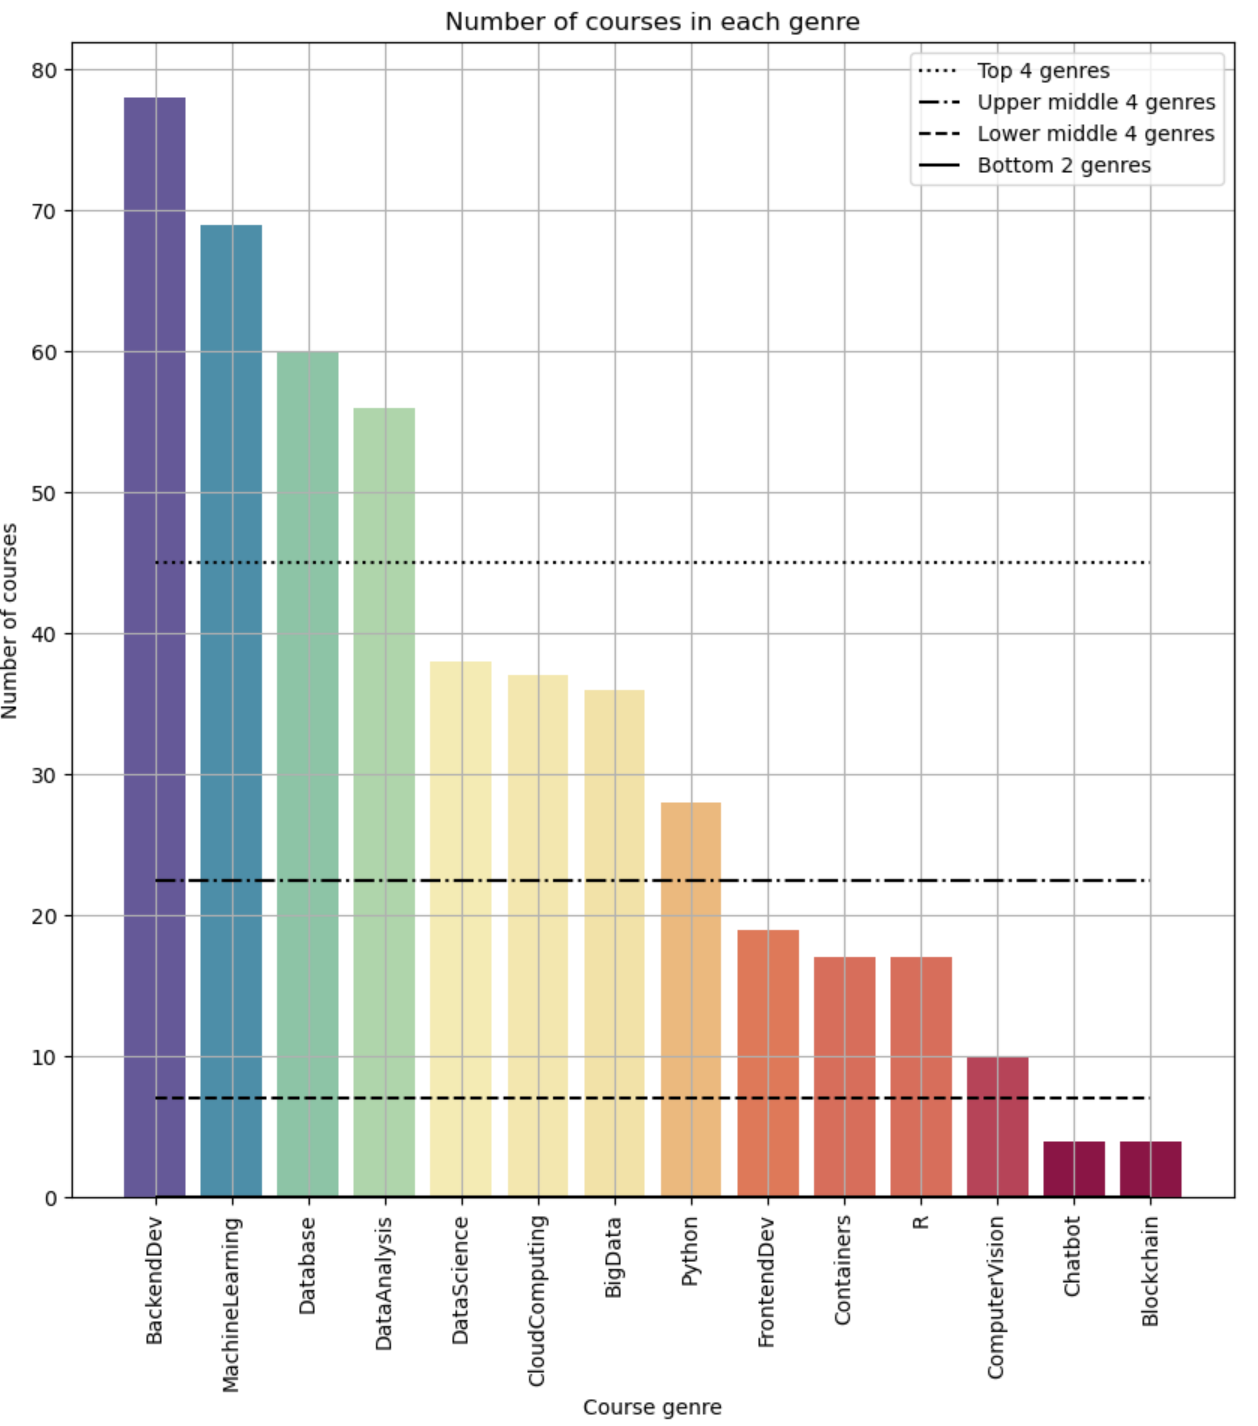 Number of courses in each genre
Top 4 genres
Upper middle 4 genres
Lower middle 4 genres
Bottom 2 genres
Number of courses
80
70
60
50
40
30
20
10
0
BackendDev
MachineLearning
Database
DataAnalysis
DataScience
CloudComputing
BigData
Python
FrontendDev
Containers
R
ComputerVision
Chatbot
Blockchain
Course genre